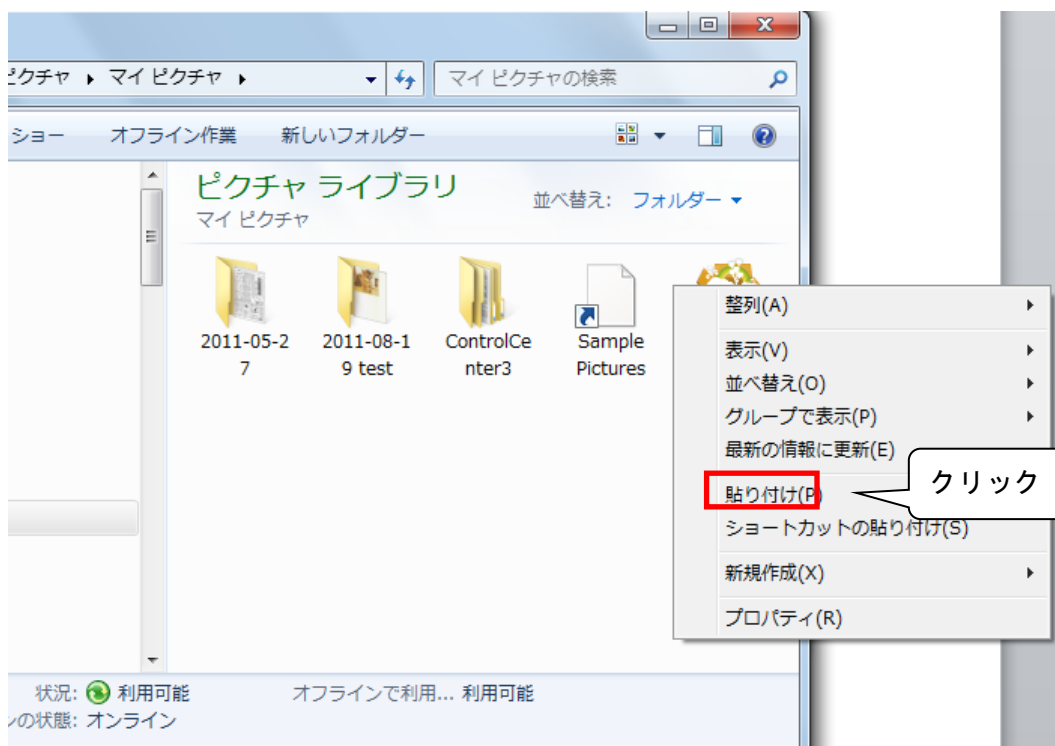 ピクチャ ▸ マイ ピクチャ ▸
マイ ピクチャの検索
ショー オフライン作業 新しいフォルダー
ピクチャ ライブラリ
マイ ピクチャ
並べ替え: フォルダー
2011-05-2
7
2011-08-1
9 test
ControlCe
nter3
Sample
Pictures
整列(A)
表示(V)
並べ替え(O)
グループで表示(P)
最新の情報に更新(E)
貼り付け(P)
クリック
ショートカットの貼り付け(S)
新規作成(X)
プロパティ(R)
状況: 利用可能 オフラインで利用... 利用可能
ンの状態: オンライン